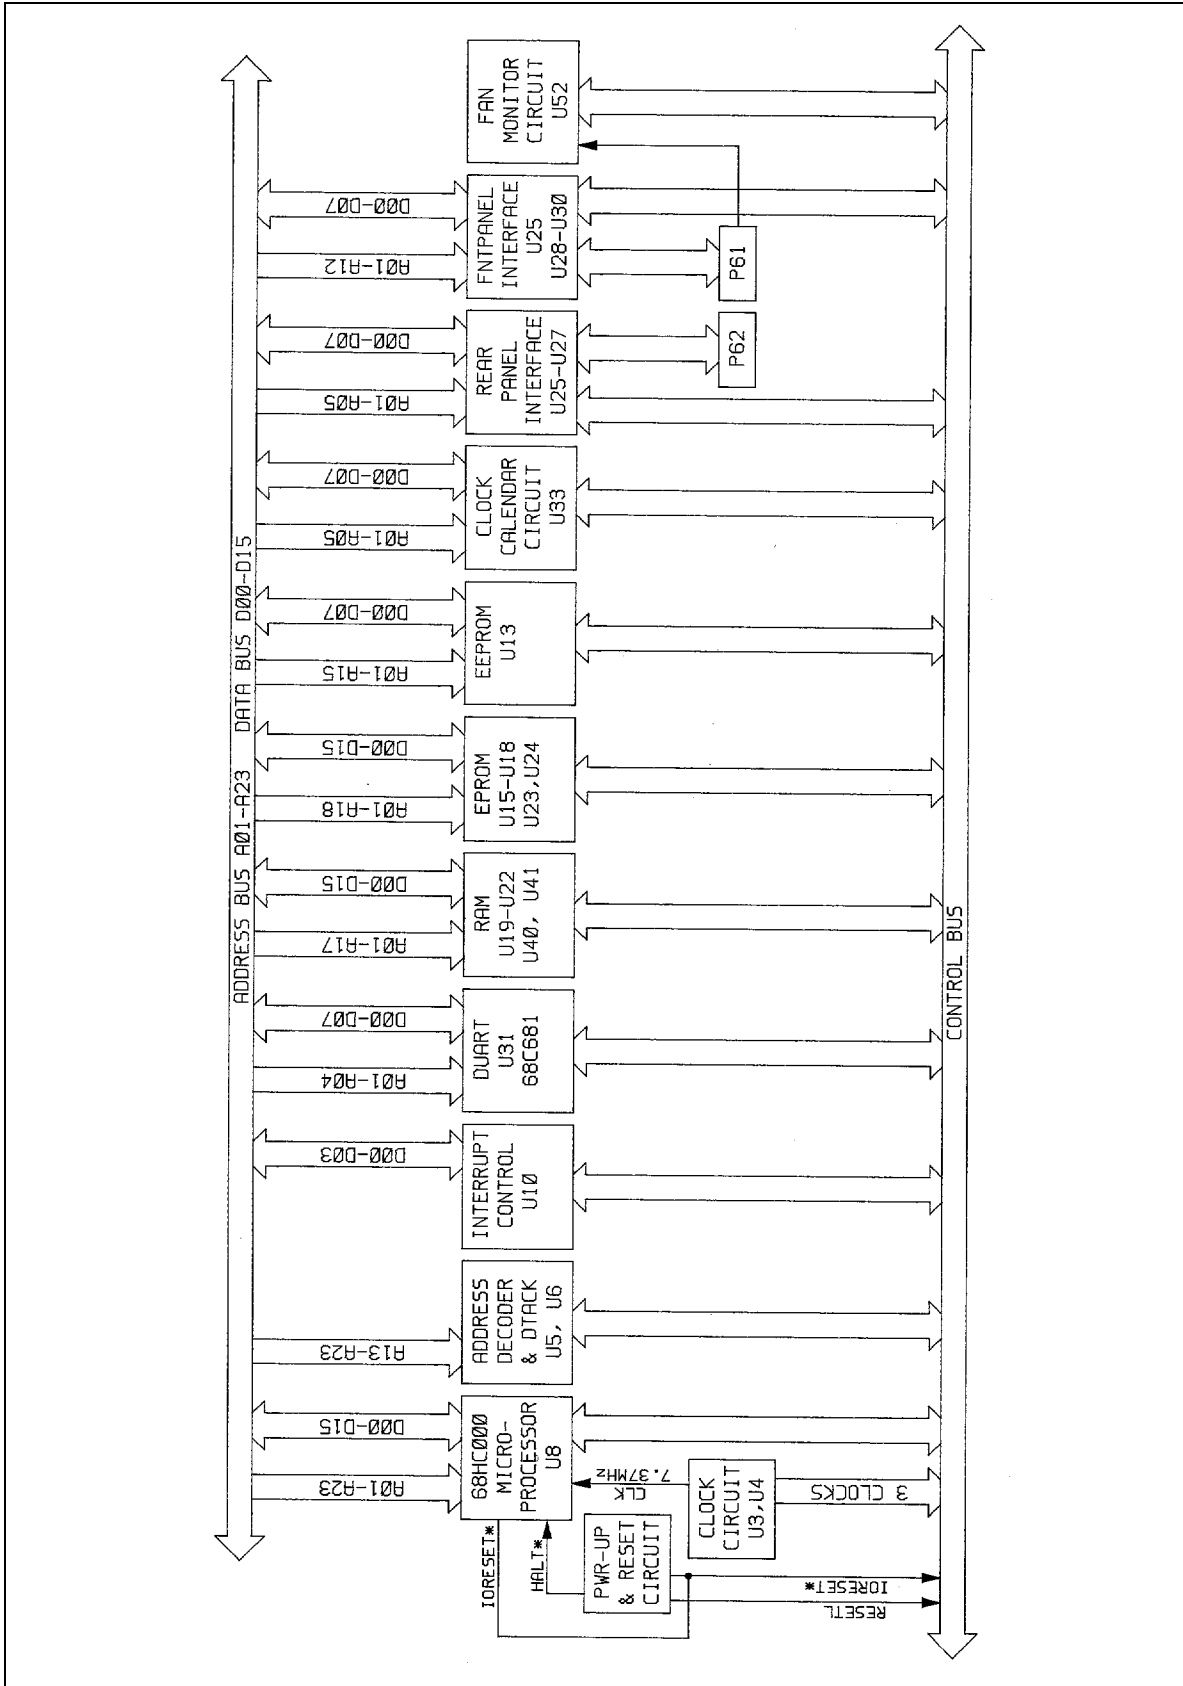 ADDRESS BUS A01-A23 DATA BUS D00-D15
A01-A23
D00-D15
A13-A23
D00-D03
A01-A04
D00-D07
A01-A17
D00-D15
A01-A18
D00-D15
A01-A15
D00-D07
A01-A05
D00-D07
A01-A05
D00-D07
A01-A12
D00-D07
68HC000
MICRO-
PROCESSOR
U8
ADDRESS
DECODER
& DTACK
U5, U6
INTERRUPT
CONTROL
U10
DUART
U31
68C681
RAM
U19-U22
U40, U41
EPROM
U15-U18
U23,U24
EEPROM
U13
CLOCK
CALENDAR
CIRCUIT
U33
REAR
PANEL
INTERFACE
U25-U27
FNTPANEL
INTERFACE
U25
U28-U30
FAN
MONITOR
CIRCUIT
U52
IORESET*
HALT*
CLK
7.37MHz
PWR-UP
& RESET
CIRCUIT
CLOCK
CIRCUIT
U3,U4
P62
P61
RESETL
IORESET*
3 CLOCKS
CONTROL BUS